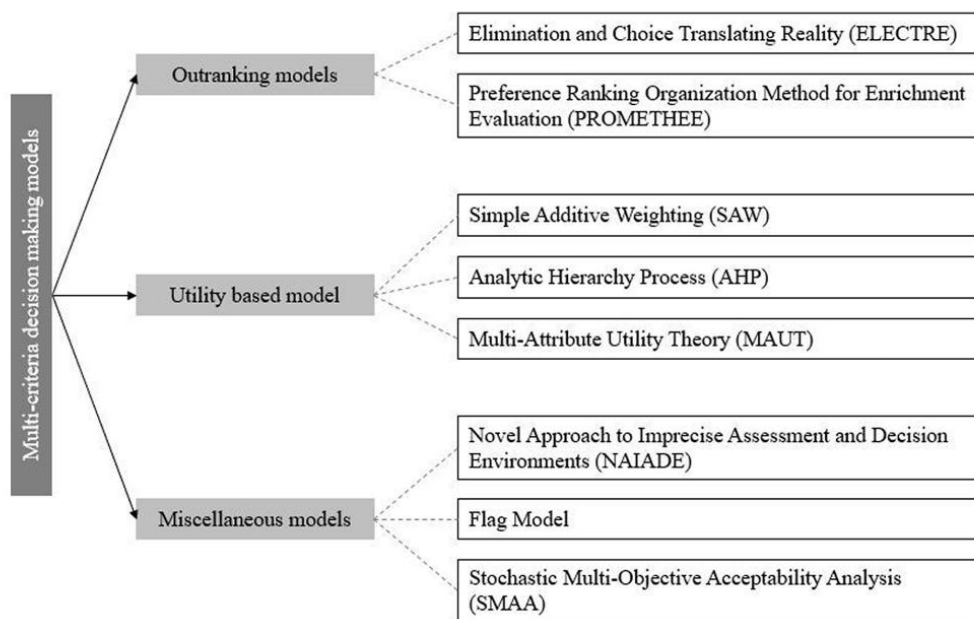 Multi-criteria decision making models
Outranking models
Elimination and Choice Translating Reality (ELECTRE)
Preference Ranking Organization Method for Enrichment
Evaluation (PROMETHEE)
Utility based model
Simple Additive Weighting (SAW)
Analytic Hierarchy Process (AHP)
Multi-Attribute Utility Theory (MAUT)
Miscellaneous models
Novel Approach to Imprecise Assessment and Decision
Environments (NAIADE)
Flag Model
Stochastic Multi-Objective Acceptability Analysis
(SMAA)